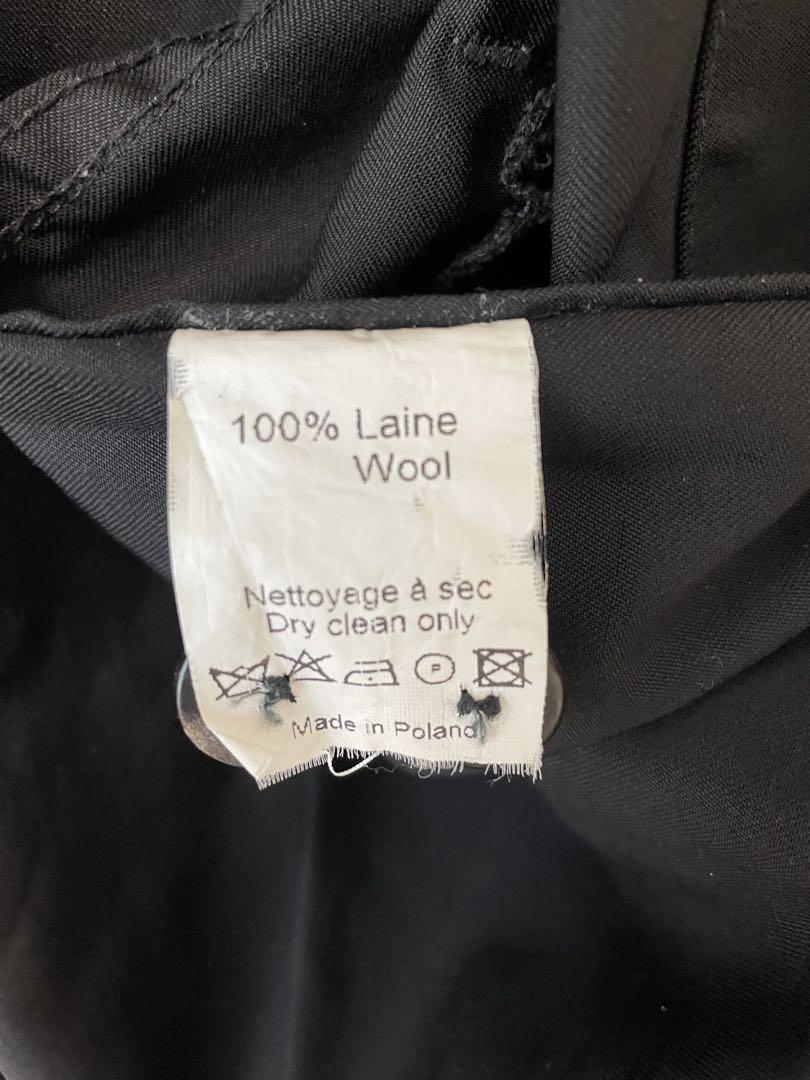 100% Laine
Wool
Nettoyage à sec
Dry clean only
P
Made in Poland